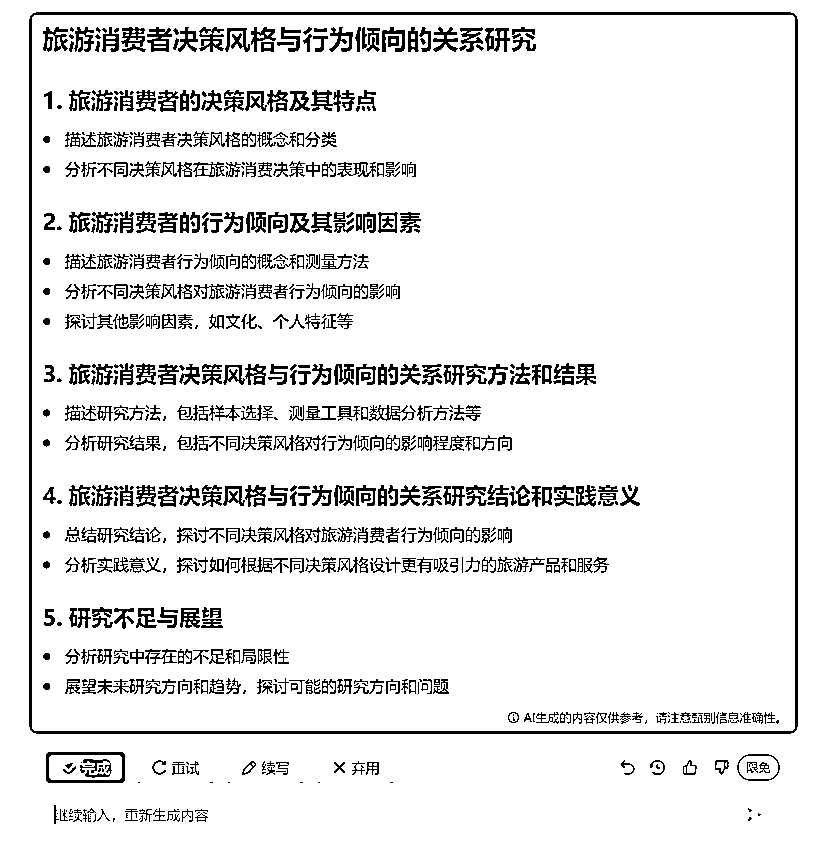 旅游消费者决策风格与行为倾向的关系研究
1. 旅游消费者的决策风格及其特点
• 描述旅游消费者决策风格的概念和分类
• 分析不同决策风格在旅游消费决策中的表现和影响
2. 旅游消费者的行为倾向及其影响因素
• 描述旅游消费者行为倾向的概念和测量方法
• 分析不同决策风格对旅游消费者行为倾向的影响
• 探讨其他影响因素，如文化、个人特征等
3. 旅游消费者决策风格与行为倾向的关系研究方法和结果
• 描述研究方法，包括样本选择、测量工具和数据分析方法等
• 分析研究结果，包括不同决策风格对行为倾向的影响程度和方向
4. 旅游消费者决策风格与行为倾向的关系研究结论和实践意义
• 总结研究结论，探讨不同决策风格对旅游消费者行为倾向的影响
• 分析实践意义，探讨如何根据不同决策风格设计更有吸引力的旅游产品和服务
5. 研究不足与展望
• 分析研究中存在的不足和局限性
• 展望未来研究方向和趋势，探讨可能的研究方向和问题
AI生成的内容仅供参考，请注意甄别信息准确性。
完成 重试 续写 弃用 限免
继续输入，重新生成内容